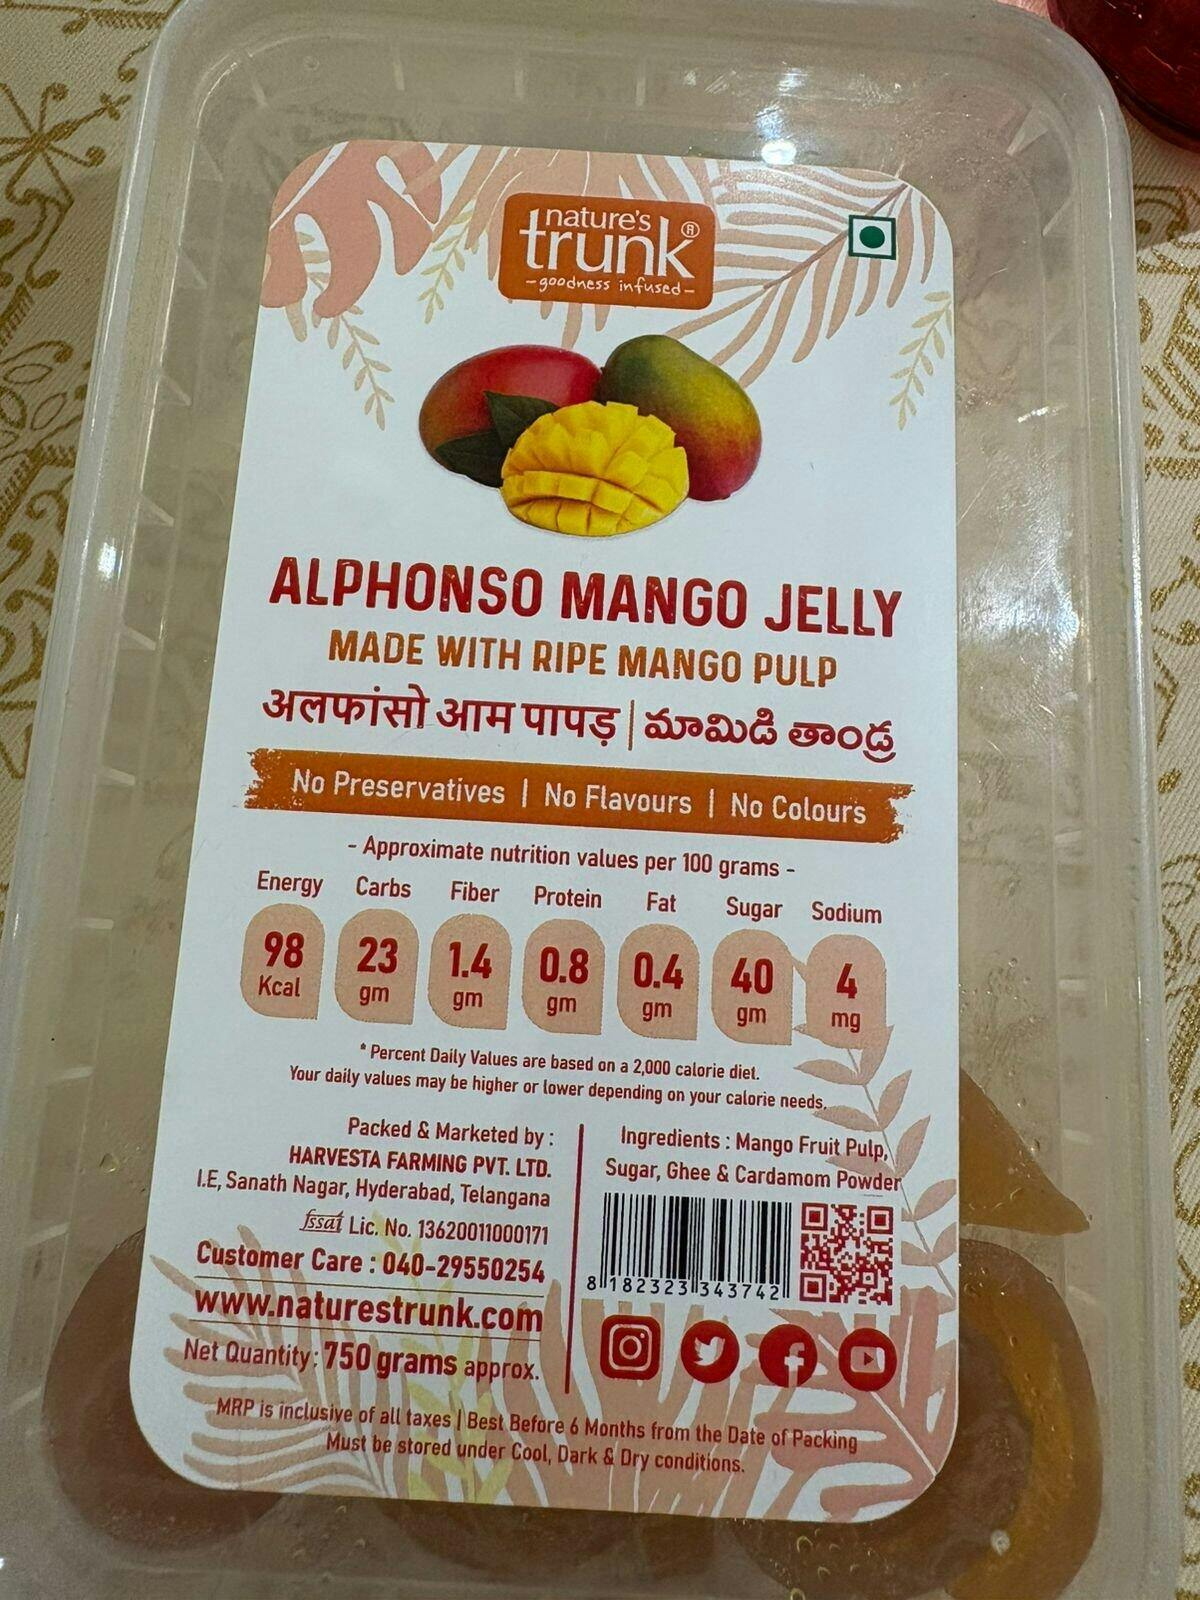 nature's
trunk®
- goodness infused -
ALPHONSO MANGO JELLY
MADE WITH RIPE MANGO PULP
अलफांसो आम पापड़ | మామిడి తాండ్ర
No Preservatives | No Flavours | No Colours
- Approximate nutrition values per 100 grams -
Energy Carbs Fiber Protein Fat Sugar Sodium
98 23 1.4 0.8 0.4 40 4
Kcal gm gm gm gm gm mg
* Percent Daily Values are based on a 2,000 calorie diet.
Your daily values may be higher or lower depending on your calorie needs.
Packed & Marketed by :
HARVESTA FARMING PVT. LTD.
I.E, Sanath Nagar, Hyderabad, Telangana
fssai Lic. No. 13620011000171
Customer Care : 040-29550254
www.naturestrunk.com
Net Quantity: 750 grams approx.
Ingredients : Mango Fruit Pulp,
Sugar, Ghee & Cardamom Powder
8 182323 343742
MRP is inclusive of all taxes | Best Before 6 Months from the Date of Packing
Must be stored under Cool, Dark & Dry conditions.